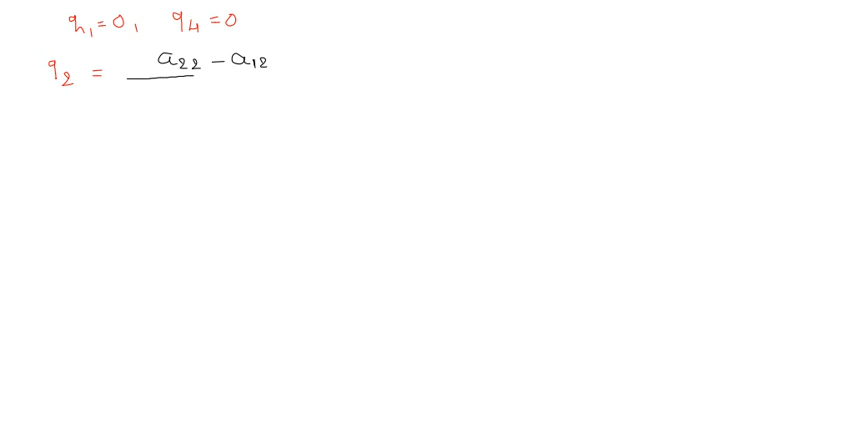 q₁ = 0, q₄ = 0
q₂ = a₂₂ - a₁₂